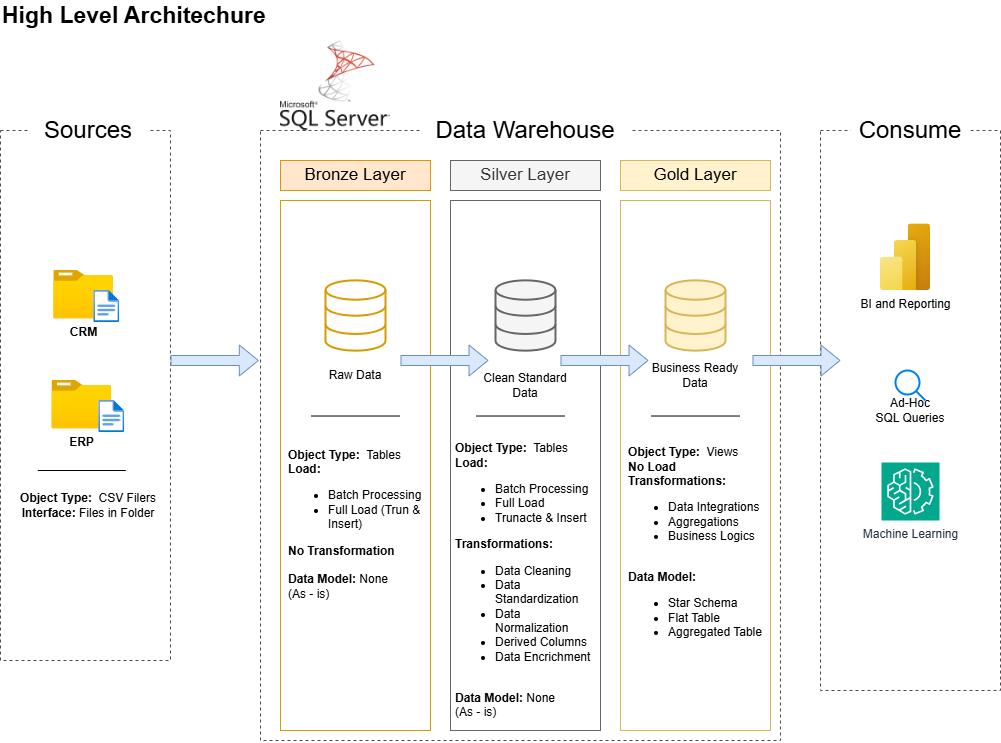 High Level Architechure
Microsoft®
SQL Server
Sources
CRM
ERP
Object Type:  CSV Filers
Interface: Files in Folder
Data Warehouse
Bronze Layer
Raw Data
Object Type:  Tables
Load:
• Batch Processing
• Full Load (Trun &
Insert)
No Transformation
Data Model: None
(As - is)
Silver Layer
Clean Standard
Data
Object Type:  Tables
Load:
• Batch Processing
• Full Load
• Trunacte & Insert
Transformations:
• Data Cleaning
• Data
Standardization
• Data
Normalization
• Derived Columns
• Data Encrichment
Data Model: None
(As - is)
Gold Layer
Business Ready
Data
Object Type:  Views
No Load
Transformations:
• Data Integrations
• Aggregations
• Business Logics
Data Model:
• Star Schema
• Flat Table
• Aggregated Table
Consume
BI and Reporting
Ad-Hoc
SQL Queries
Machine Learning